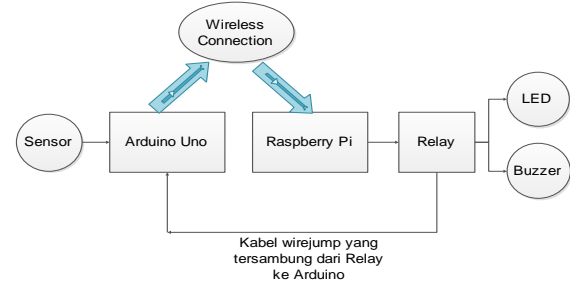 Wireless
Connection
Sensor
Arduino Uno
Raspberry Pi
Relay
LED
Buzzer
Kabel wirejump yang
tersambung dari Relay
ke Arduino